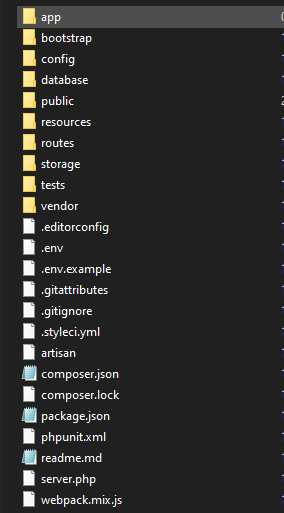 app
bootstrap
config
database
public
resources
routes
storage
tests
vendor
.editorconfig
.env
.env.example
.gitattributes
.gitignore
.styleci.yml
artisan
composer.json
composer.lock
package.json
phpunit.xml
readme.md
server.php
webpack.mix.js